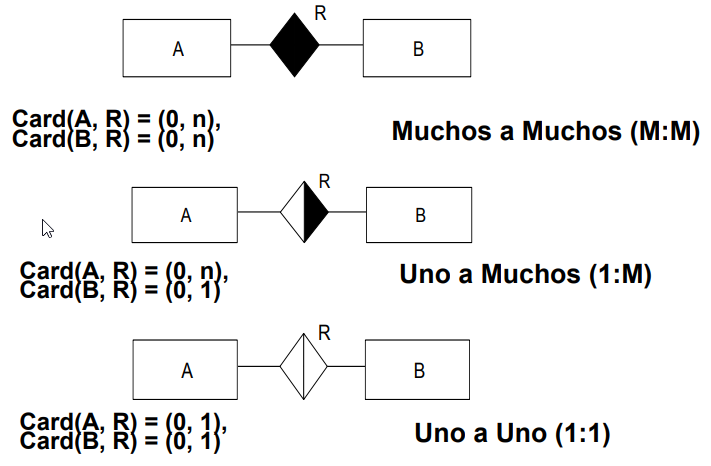 R
A
B
Card(A, R) = (0, n),
Card(B, R) = (0, n)
Muchos a Muchos (M:M)
R
A
B
Card(A, R) = (0, n),
Card(B, R) = (0, 1)
Uno a Muchos (1:M)
R
A
B
Card(A, R) = (0, 1),
Card(B, R) = (0, 1)
Uno a Uno (1:1)